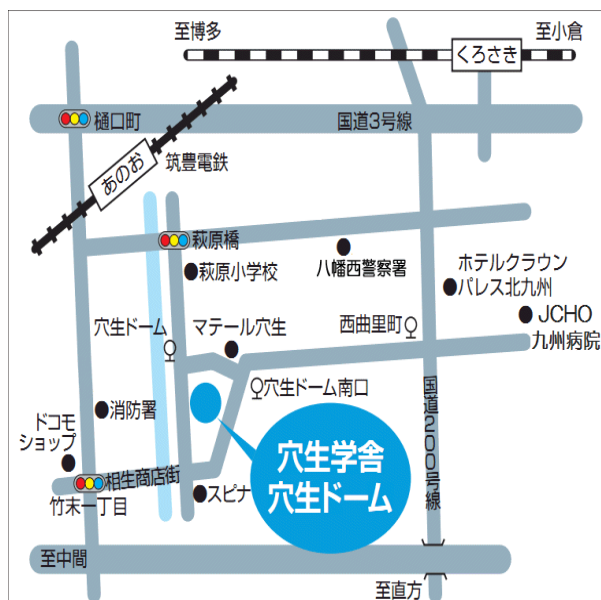 至博多
至小倉
くろさき
樋口町
国道3号線
あのお
筑豊電鉄
萩原橋
萩原小学校
八幡西警察署
ホテルクラウン
パレス北九州
JCHO
九州病院
穴生ドーム
マテール穴生
西曲里町
穴生ドーム南口
国道200号線
消防署
ドコモ
ショップ
相生商店街
竹末一丁目
スピナ
穴生学舎
穴生ドーム
至中間
至直方